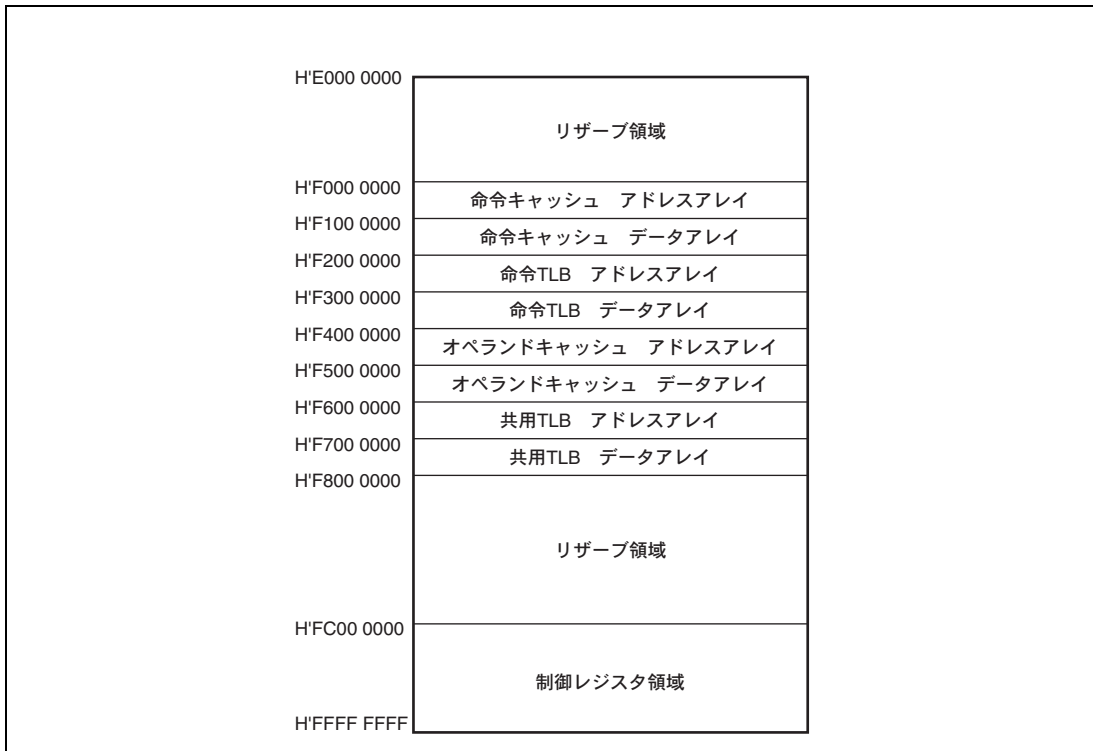 H'E000 0000
リザーブ領域
H'F000 0000
命令キャッシュ　アドレスアレイ
H'F100 0000
命令キャッシュ　データアレイ
H'F200 0000
命令TLB　アドレスアレイ
H'F300 0000
命令TLB　データアレイ
H'F400 0000
オペランドキャッシュ　アドレスアレイ
H'F500 0000
オペランドキャッシュ　データアレイ
H'F600 0000
共用TLB　アドレスアレイ
H'F700 0000
共用TLB　データアレイ
H'F800 0000
リザーブ領域
H'FC00 0000
制御レジスタ領域
H'FFFF FFFF